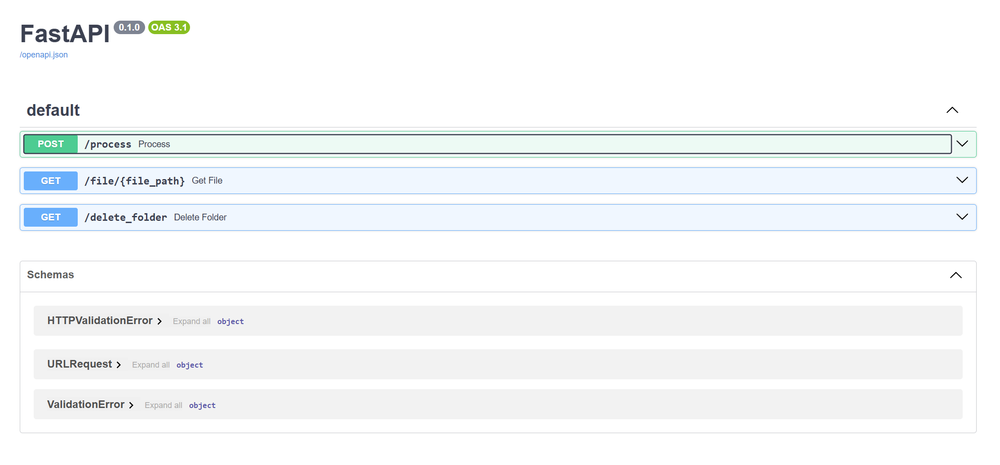 FastAPI 0.1.0 OAS 3.1
/openapi.json
default
POST /process Process
GET /file/{file_path} Get File
GET /delete_folder Delete Folder
Schemas
HTTPValidationError Expand all object
URLRequest Expand all object
ValidationError Expand all object